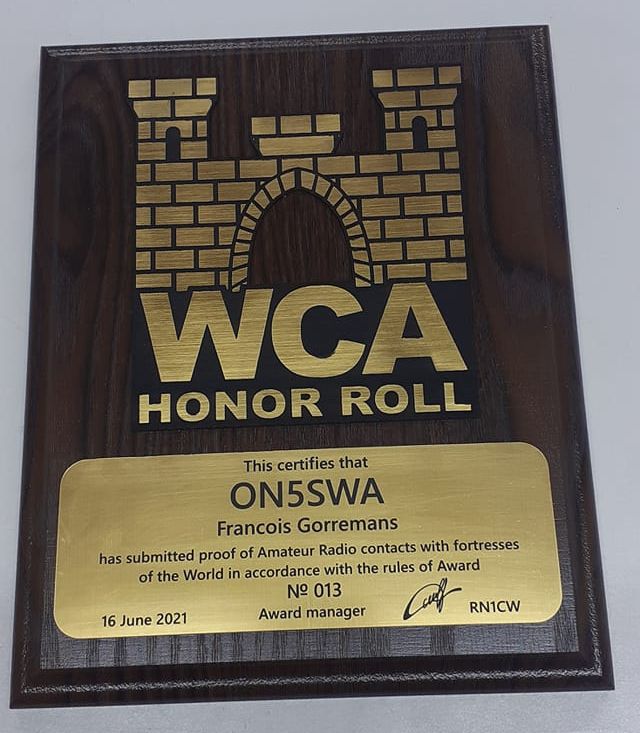 WCA
HONOR ROLL
This certifies that
ON5SWA
Francois Gorremans
has submitted proof of Amateur Radio contacts with fortresses
of the World in accordance with the rules of Award
№ 013
16 June 2021 Award manager RN1CW